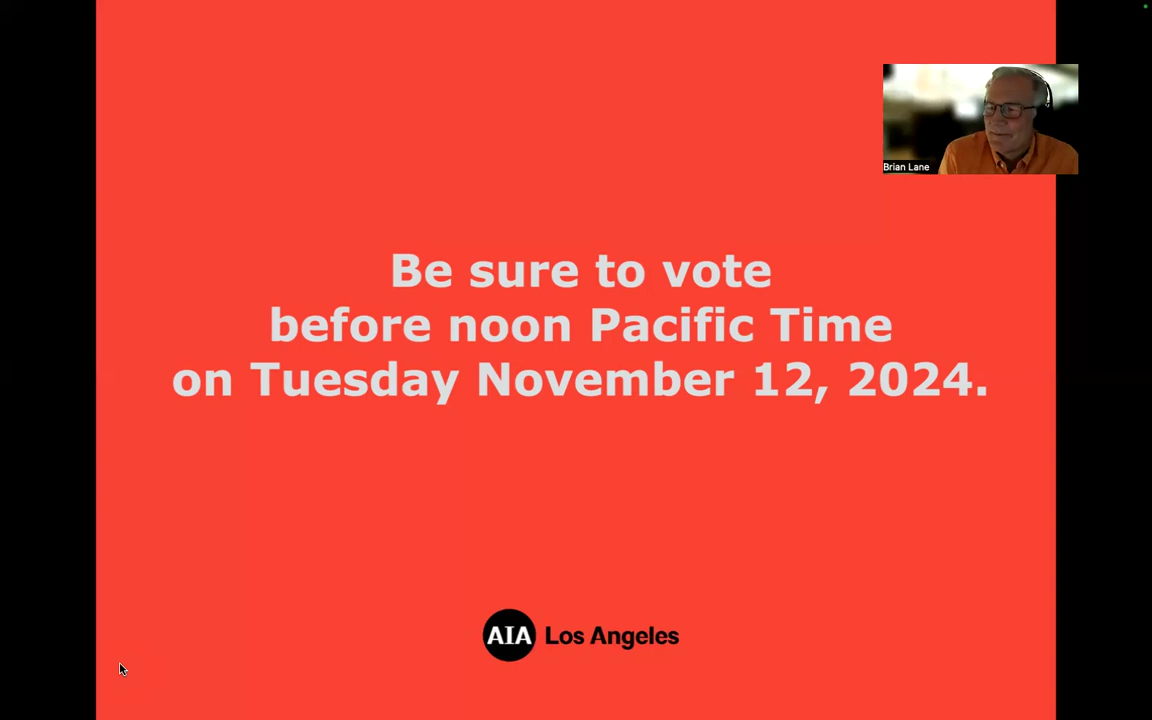 Brian Lane
Be sure to vote
before noon Pacific Time
on Tuesday November 12, 2024.
AIA Los Angeles